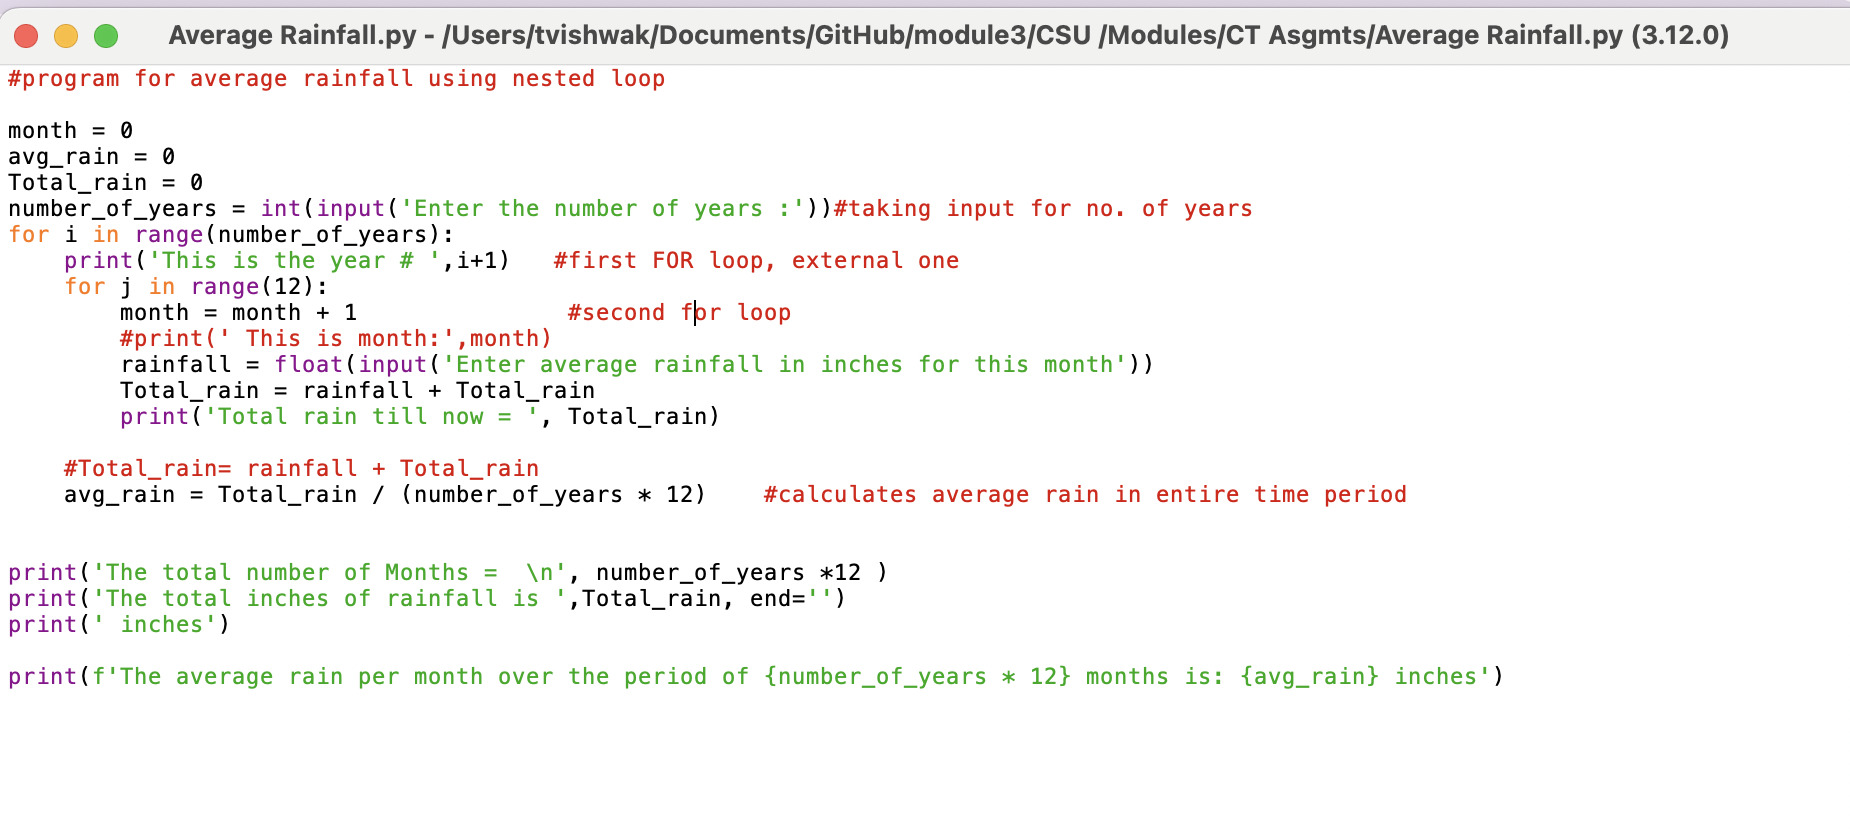 Average Rainfall.py - /Users/tvishwak/Documents/GitHub/module3/CSU /Modules/CT Asgmts/Average Rainfall.py (3.12.0)
#program for average rainfall using nested loop

month = 0
avg_rain = 0
Total_rain = 0
number_of_years = int(input('Enter the number of years :'))#taking input for no. of years
for i in range(number_of_years):
    print('This is the year # ',i+1)   #first FOR loop, external one
    for j in range(12):
        month = month + 1               #second for loop
        #print(' This is month:',month)
        rainfall = float(input('Enter average rainfall in inches for this month'))
        Total_rain = rainfall + Total_rain
        print('Total rain till now = ', Total_rain)

    #Total_rain= rainfall + Total_rain
    avg_rain = Total_rain / (number_of_years * 12)    #calculates average rain in entire time period


print('The total number of Months =  \n', number_of_years *12 )
print('The total inches of rainfall is ',Total_rain, end='')
print(' inches')

print(f'The average rain per month over the period of {number_of_years * 12} months is: {avg_rain} inches')